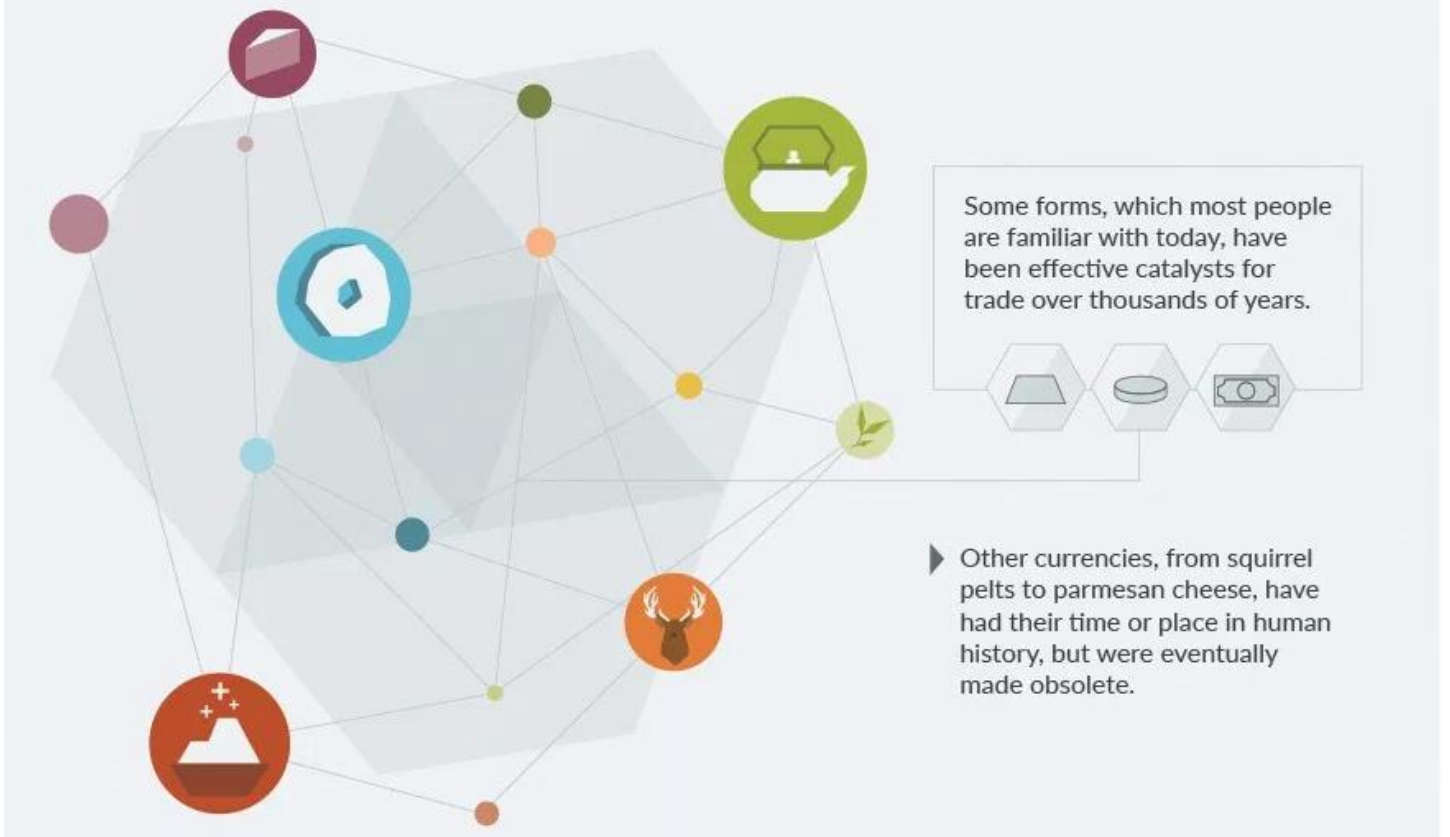 Some forms, which most people
are familiar with today, have
been effective catalysts for
trade over thousands of years.
Other currencies, from squirrel
pelts to parmesan cheese, have
had their time or place in human
history, but were eventually
made obsolete.